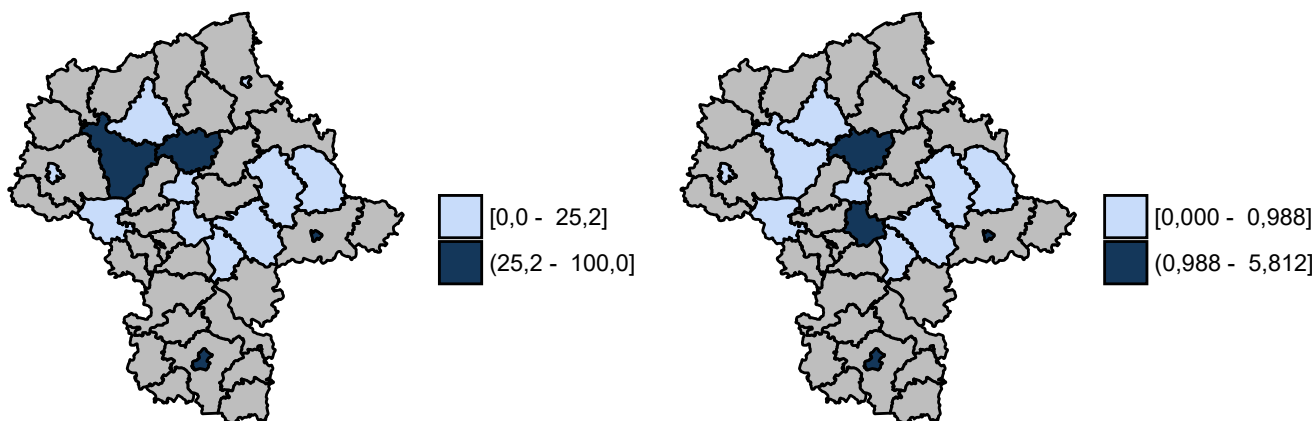 [0,0 -  25,2]
(25,2 -  100,0]
[0,000 -  0,988]
(0,988 -  5,812]